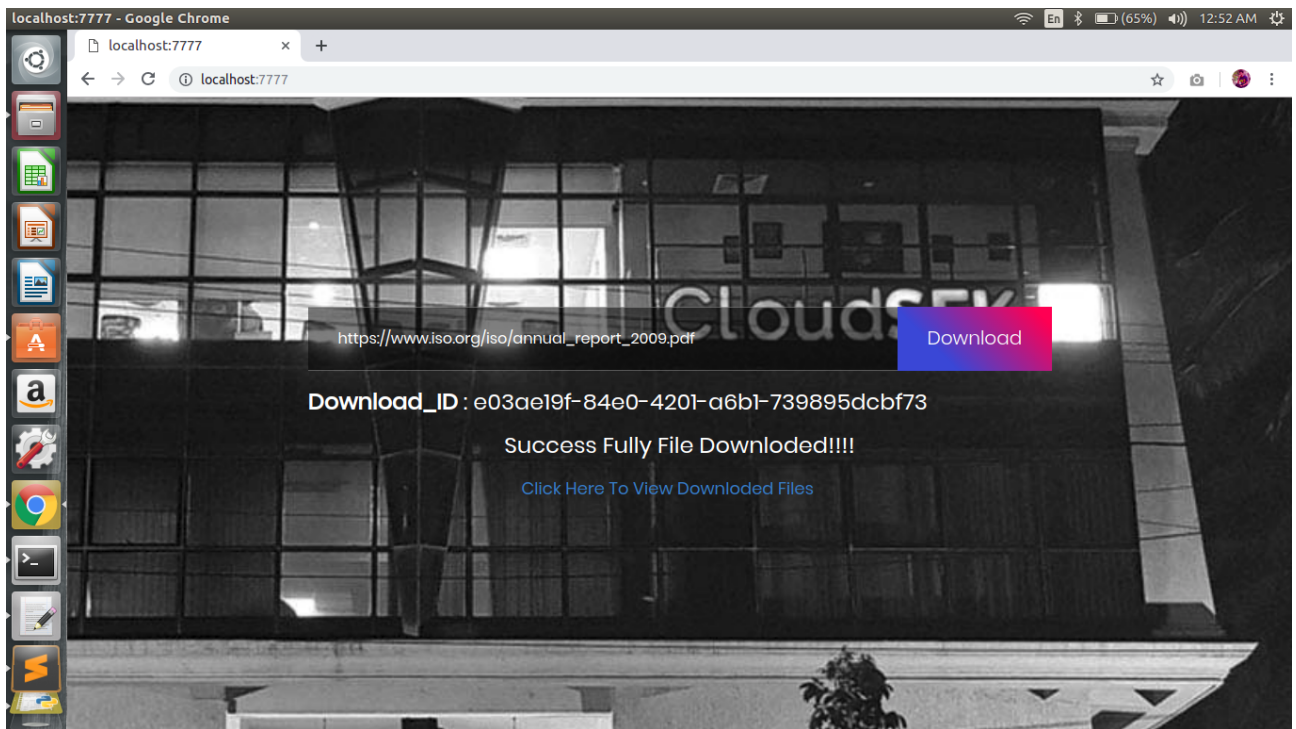 localhost:7777 - Google Chrome
En
(65%)
12:52 AM
localhost:7777
localhost:7777
CloudSEK
https://www.iso.org/iso/annual_report_2009.pdf
Download
Download_ID : e03ae19f-84e0-4201-a6b1-739895dcbf73
Success Fully File Downloded!!!!
Click Here To View Downloded Files